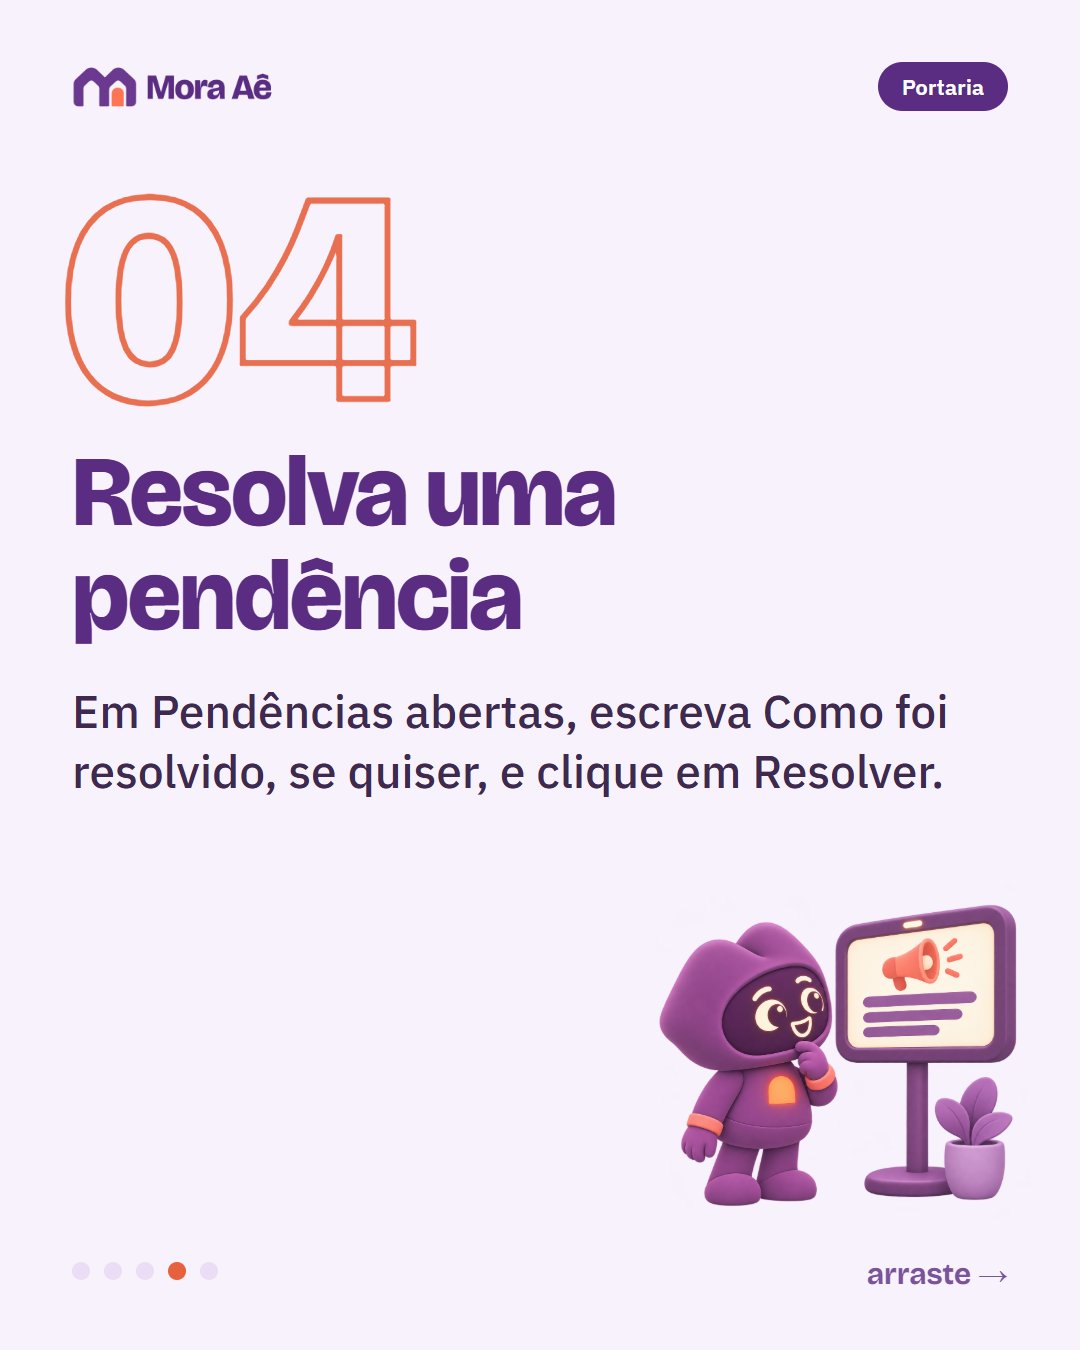 Mora Aê
Portaria
04
Resolva uma
pendência
Em Pendências abertas, escreva Como foi
resolvido, se quiser, e clique em Resolver.
arraste →